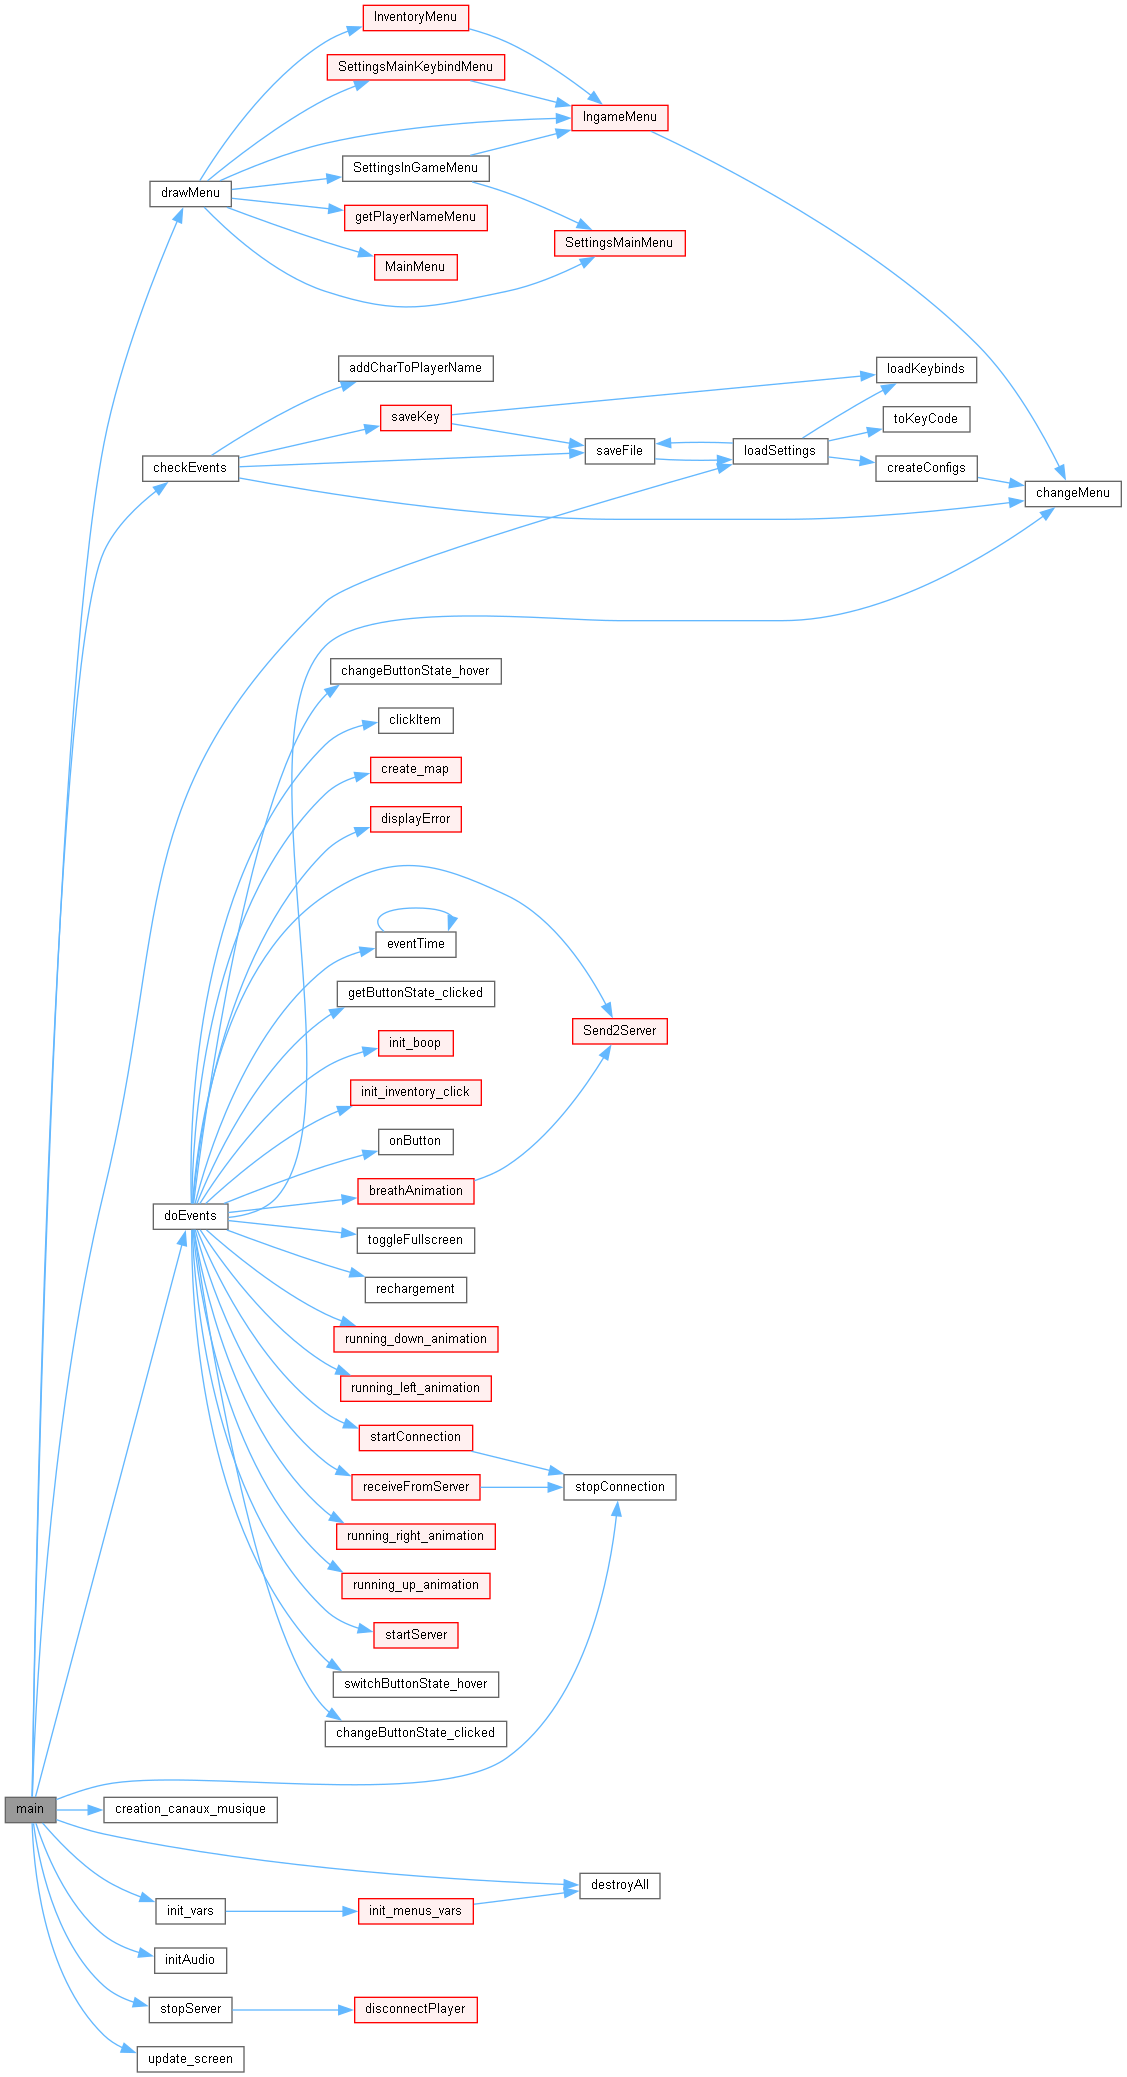 InventoryMenu
SettingsMainKeybindMenu
IngameMenu
SettingsInGameMenu
drawMenu
getPlayerNameMenu
SettingsMainMenu
MainMenu
addCharToPlayerName
loadKeybinds
saveKey
toKeyCode
saveFile
loadSettings
checkEvents
createConfigs
changeMenu
changeButtonState_hover
clickItem
create_map
displayError
eventTime
getButtonState_clicked
Send2Server
init_boop
init_inventory_click
onButton
breathAnimation
doEvents
toggleFullscreen
rechargement
running_down_animation
running_left_animation
startConnection
receiveFromServer
stopConnection
running_right_animation
running_up_animation
startServer
switchButtonState_hover
changeButtonState_clicked
main
creation_canaux_musique
destroyAll
init_vars
init_menus_vars
initAudio
stopServer
disconnectPlayer
update_screen